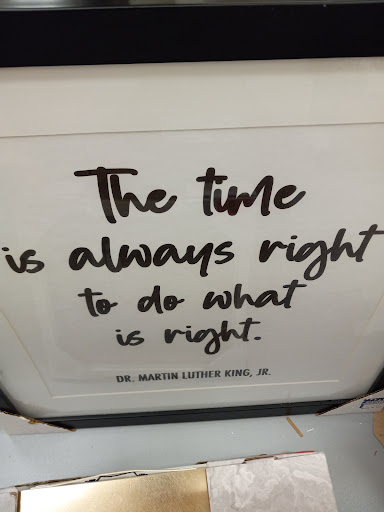 The time
is always right
to do what
is right.
DR. MARTIN LUTHER KING, JR.